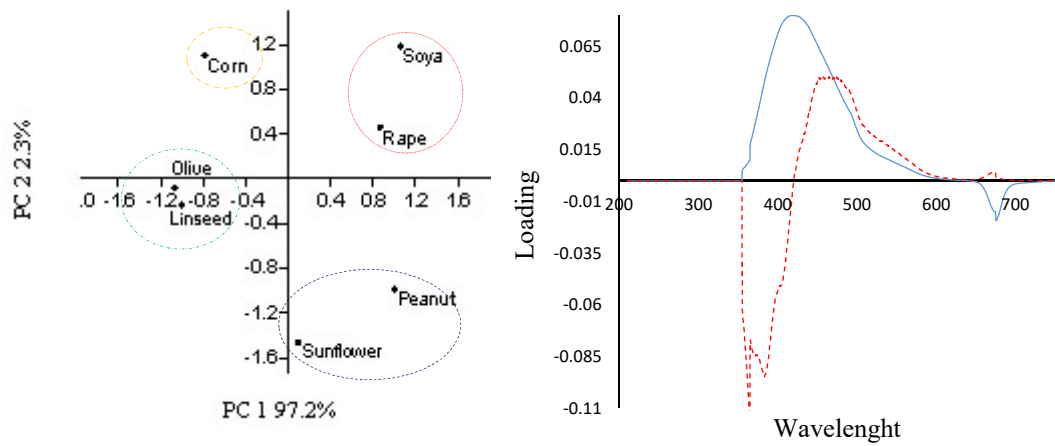 1.2
Soya
Corn
0.8
0.4
Rape
Olive
.0 -1.6 -1.2 -0.8 -0.4 0.4 0.8 1.2 1.6
Linseed
-0.4
-0.8
Peanut
-1.2
Sunflower
-1.6
PC 2 2.3%
PC 1 97.2%
0.065
0.04
0.015
-0.01
200 300 400 500 600 700
-0.035
-0.06
-0.085
-0.11
Loading
Wavelenght